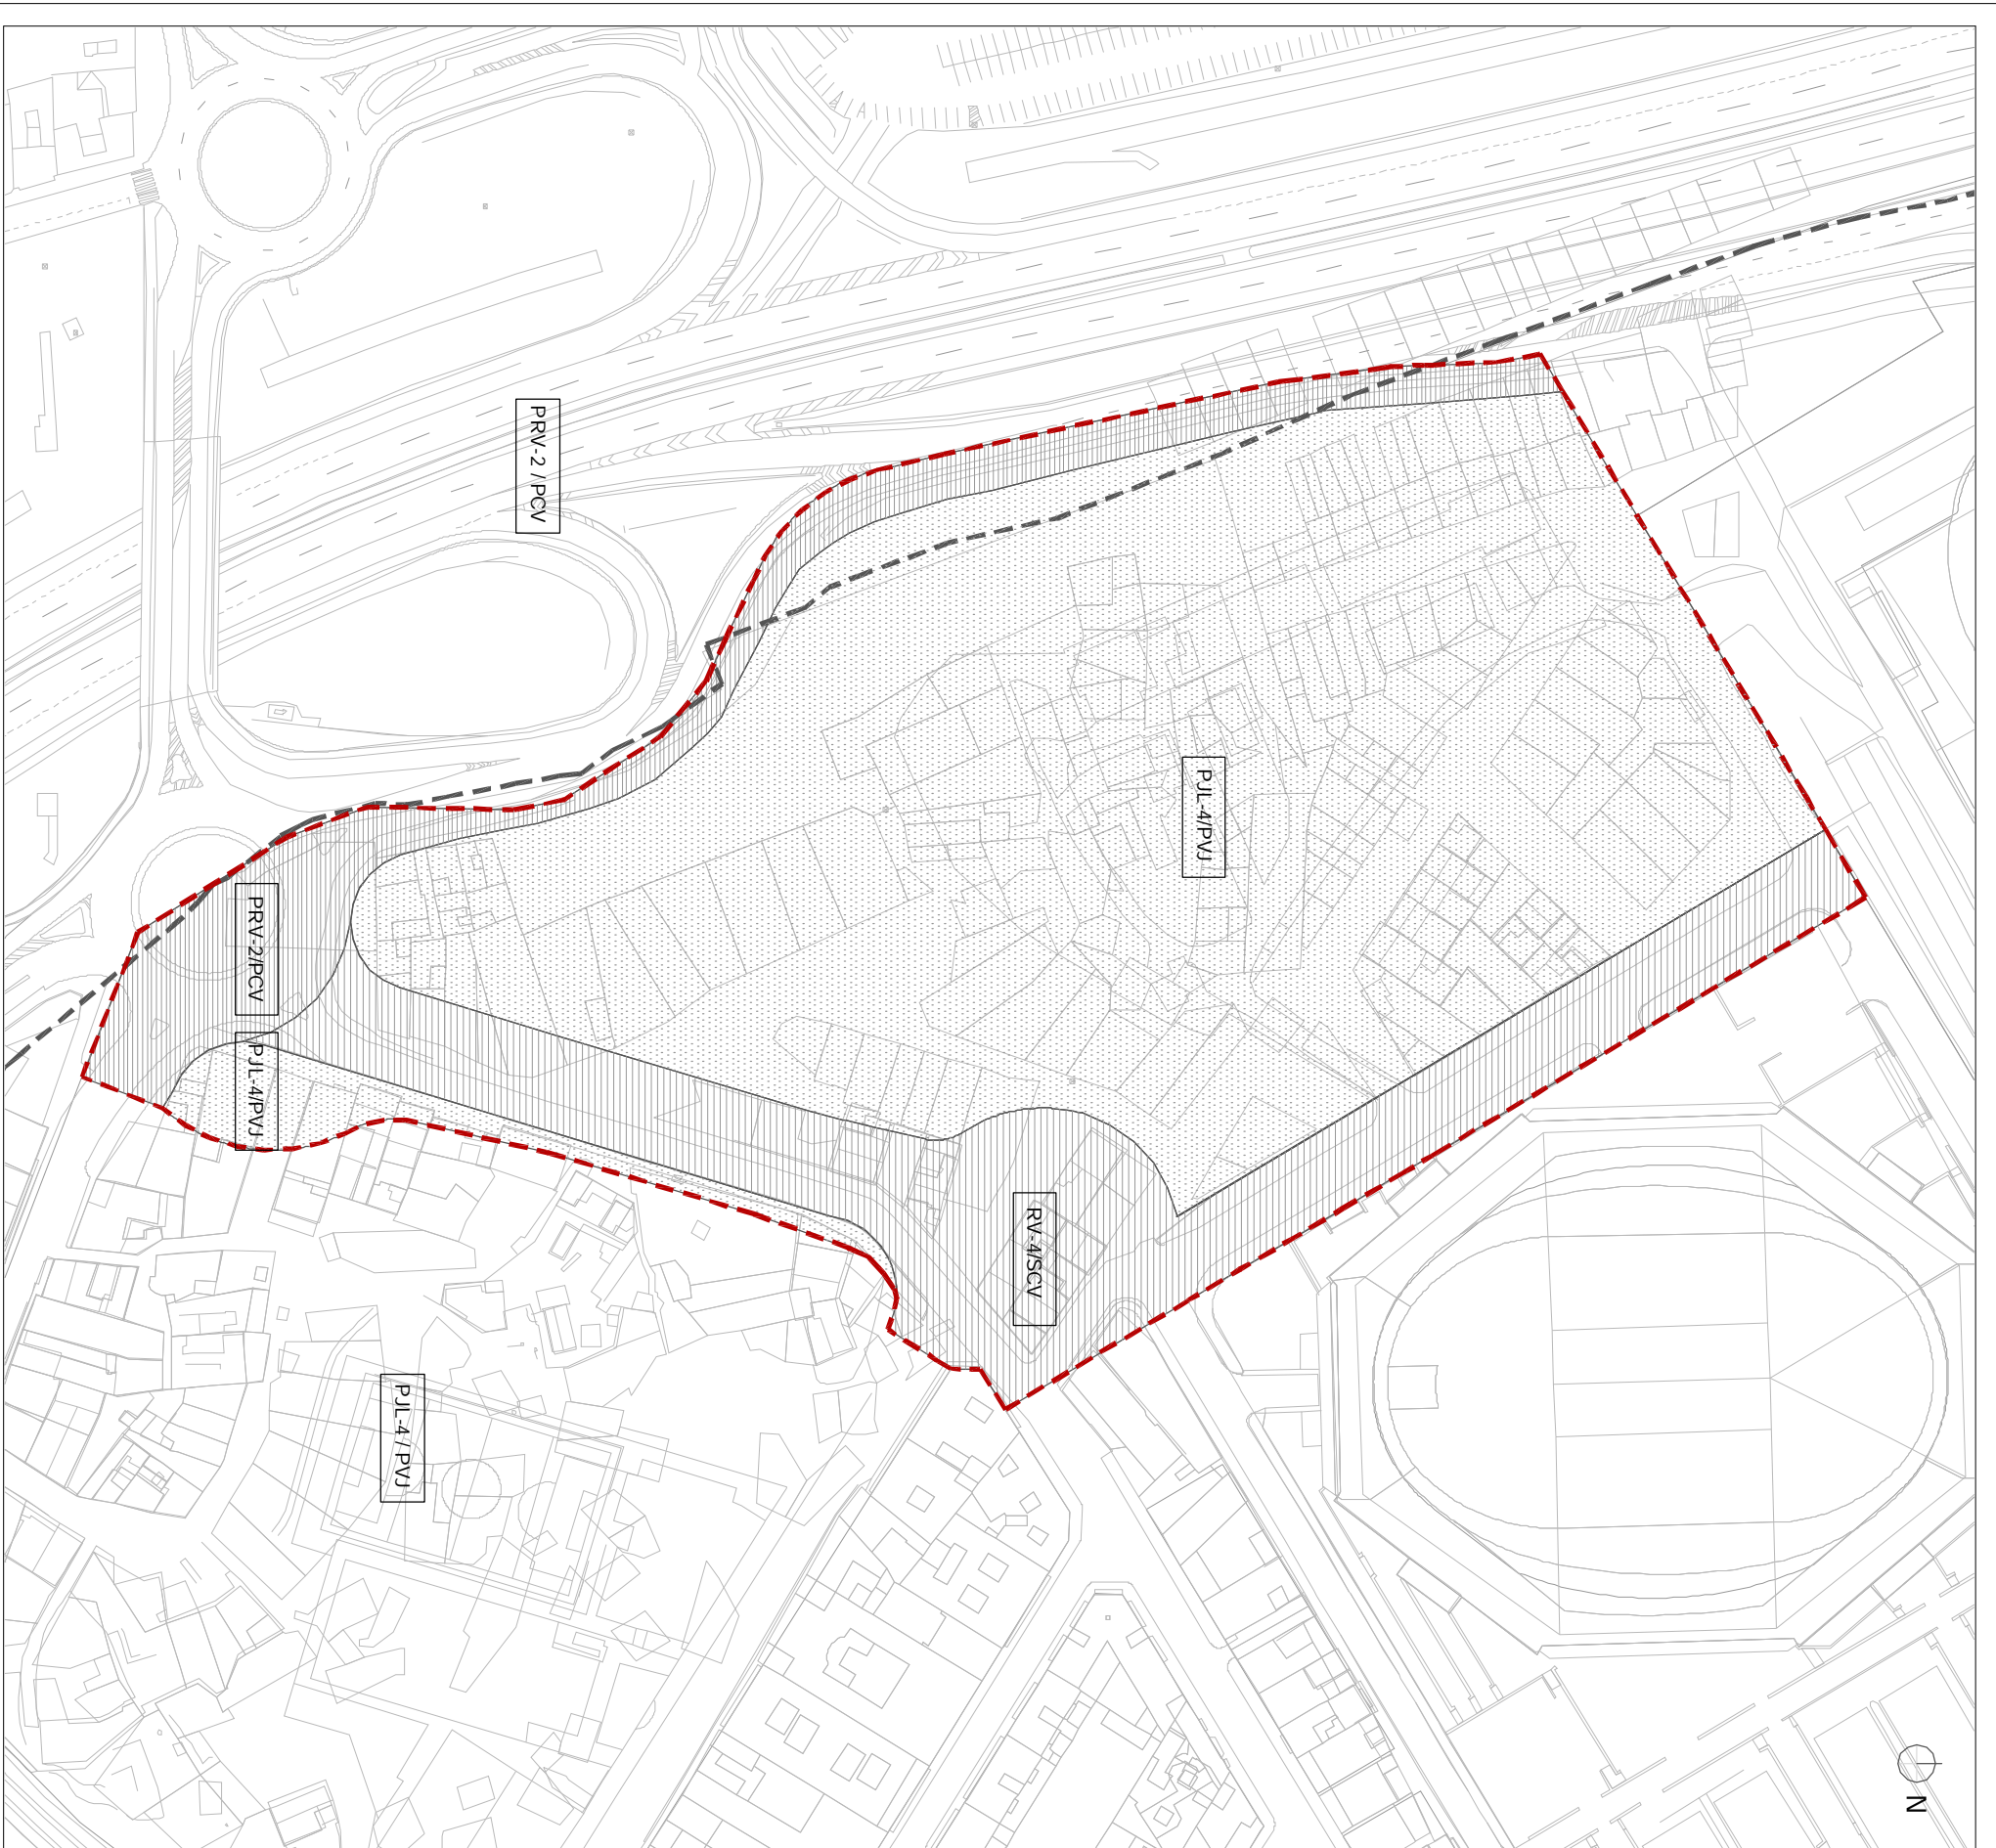 PRV-2 / PCV
PJL-4/PVJ
PRV-2/PCV
PJL-4/PVJ
RV-4/SCV
PJL-4 / PVJ
N